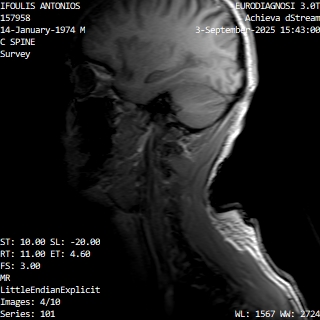 IFOULIS ANTONIOS
EURODIAGNOSI 3.0T
157958
Achieva dStream
14-January-1974 M
3-September-2025 15:43:00
C SPINE
Survey
ST: 10.00 SL: -20.00
RT: 11.00 ET: 4.60
FS: 3.00
MR
LittleEndianExplicit
Images: 4/10
Series: 101
WL: 1567 WW: 2724